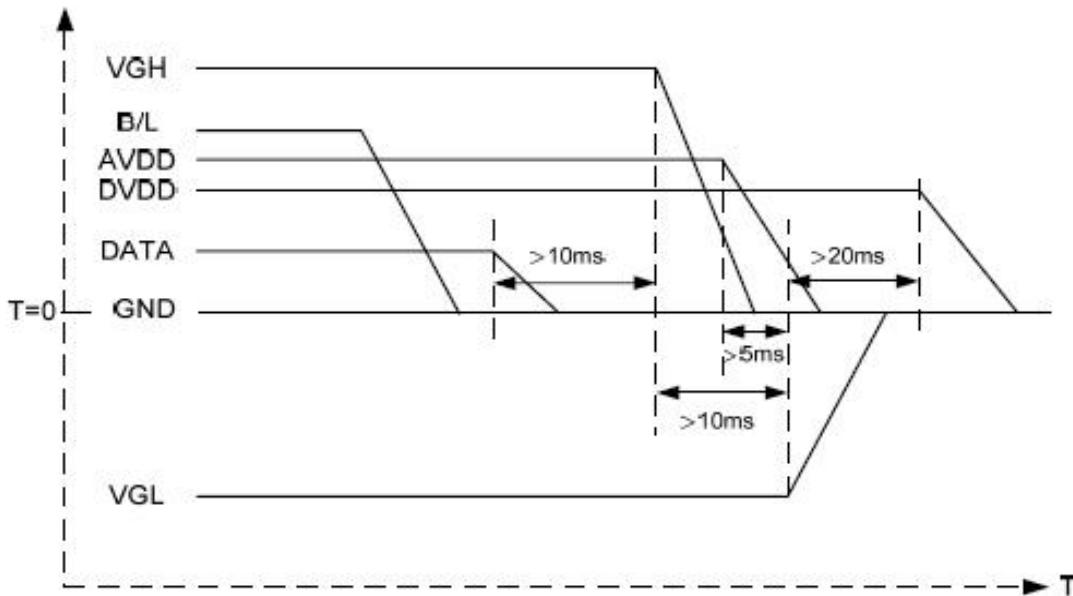 VGH
B/L
AVDD
DVDD
DATA
>10ms
>20ms
T=0
GND
>5ms
>10ms
VGL
T